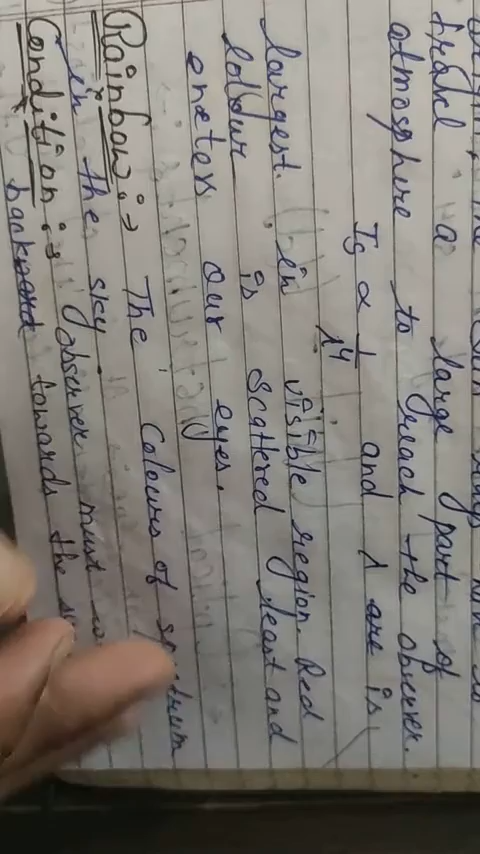 travel a large part of
atmosphere to reach the observer.
Is α 1/λ⁴ and λ are is
largest. in visible region. Red
colour is scattered least and
eneters our eyes.
Rainbow :→ The Colours of spectrum
in the sky.
Condition :→ observer must
backward towards the